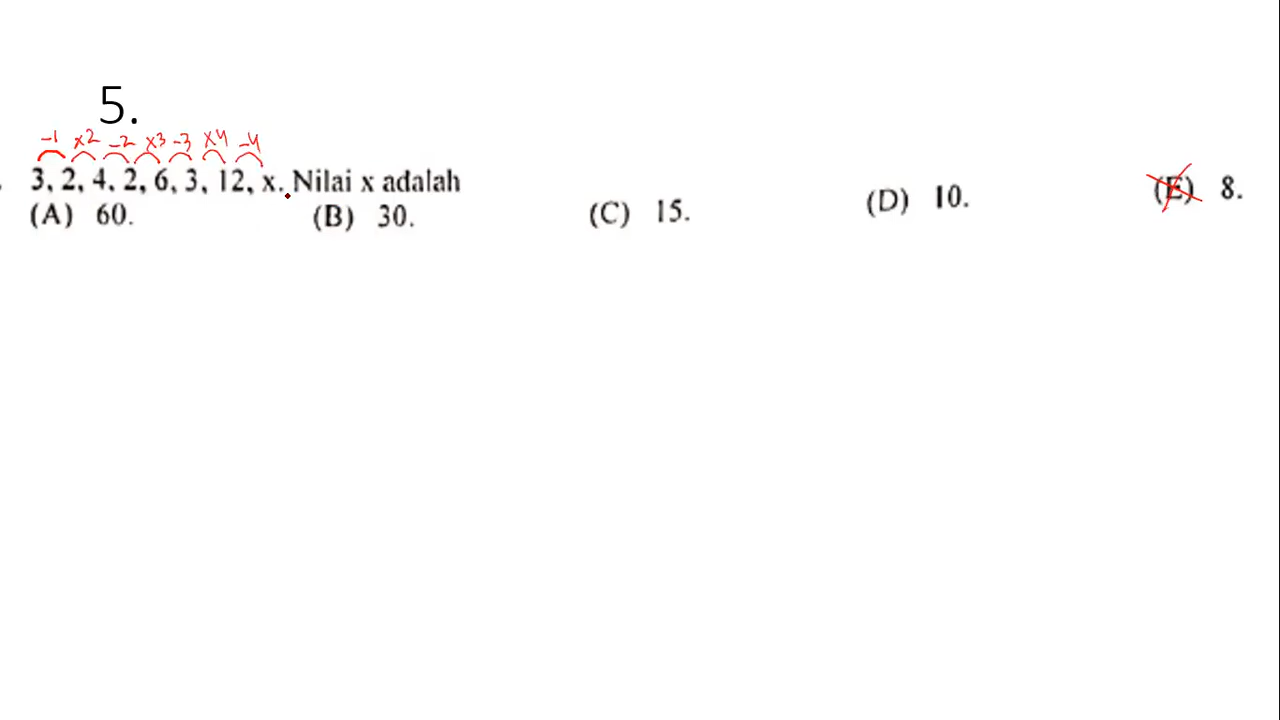 5.
-1 x2 -2 x3 -3 x4 -4
3, 2, 4, 2, 6, 3, 12, x. Nilai x adalah
(A) 60. (B) 30. (C) 15. (D) 10. (E) 8.